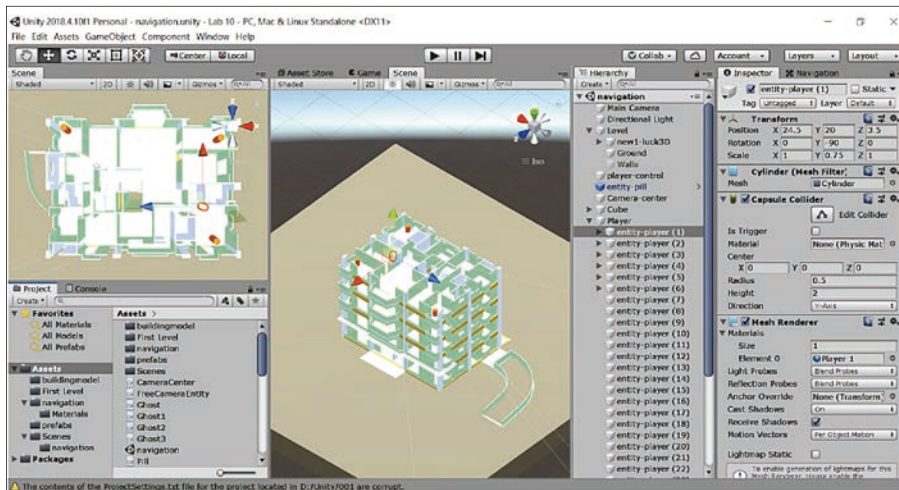 Unity 2018.4.10f1 Personal - navigation.unity - Lab 10 - PC, Mac & Linux Standalone <DX11>
File Edit Assets GameObject Component Window Help
Center Local
Collab Account Layers Layout
Scene
Shaded 2D Gizmos
Asset Store Game Scene
Shaded 2D Gizmos
Iso
Hierarchy
Create
navigation
Main Camera
Directional Light
Level
new1-luck3D
Ground
Walls
player-control
entity-pill
Camera-center
Cube
Player
entity-player (1)
entity-player (2)
entity-player (3)
entity-player (4)
entity-player (5)
entity-player (6)
entity-player (7)
entity-player (8)
entity-player (9)
entity-player (10)
entity-player (11)
entity-player (12)
entity-player (13)
entity-player (14)
entity-player (15)
entity-player (16)
entity-player (17)
entity-player (18)
entity-player (19)
entity-player (20)
entity-player (21)
entity-player (22)
Inspector Navigation
entity-player (1) Static
Tag Untagged Layer Default
Transform
Position X 24.5 Y 20 Z 3.5
Rotation X 0 Y -90 Z 0
Scale X 1 Y 0.75 Z 1
Cylinder (Mesh Filter)
Mesh Cylinder
Capsule Collider
Edit Collider
Is Trigger
Material None (Physic Mat
Center
X 0 Y 0 Z 0
Radius 0.5
Height 2
Direction Y-Axis
Mesh Renderer
Materials
Size 1
Element 0 Player 1
Light Probes Blend Probes
Reflection Probes Blend Probes
Anchor Override None (Transform)
Cast Shadows On
Receive Shadows
Motion Vectors Per Object Motion
Lightmap Static
To enable generation of lightmaps for this
Mesh Renderer, please enable the
Project Console
Create
Favorites
All Materials
All Models
All Prefabs
Assets
buildingmodel
First Level
navigation
Materials
prefabs
Scenes
navigation
Packages
Assets >
buildingmodel
First Level
navigation
prefabs
Scenes
CameraCenter
FreeCameraEntity
Ghost
Ghost1
Ghost2
Ghost3
navigation
Pill
The contents of the ProjectSettings.txt file for the project located in D:/Unity/001 are corrupt.